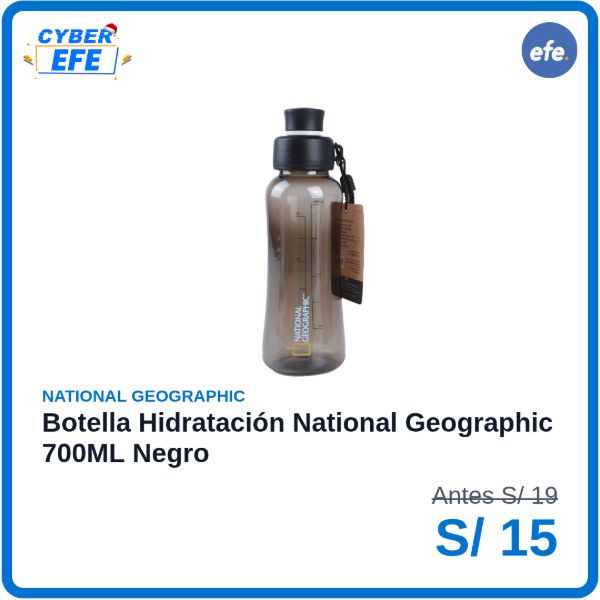 CYBER
EFE
efe.
NATIONAL
GEOGRAPHIC
NATIONAL GEOGRAPHIC
Botella Hidratación National Geographic
700ML Negro
Antes S/ 19
S/ 15